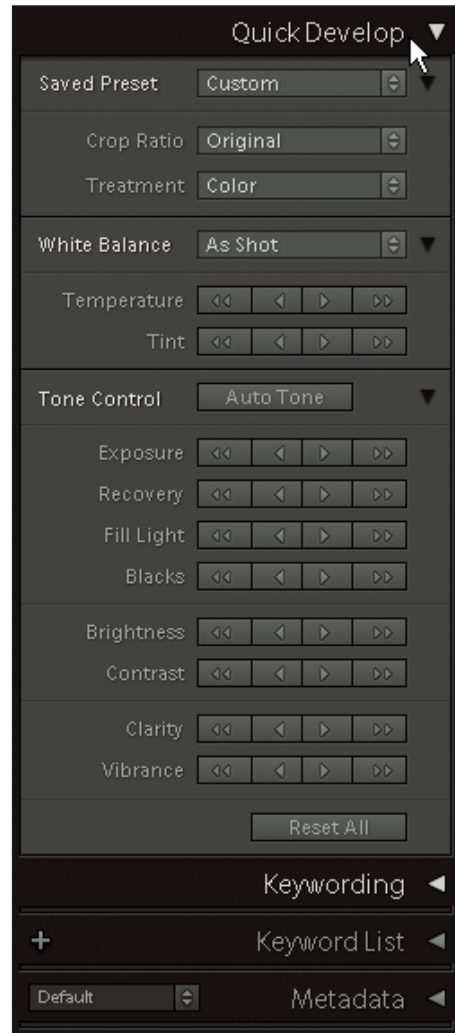 Quick Develop
Saved Preset Custom
Crop Ratio Original
Treatment Color
White Balance As Shot
Temperature
Tint
Tone Control Auto Tone
Exposure
Recovery
Fill Light
Blacks
Brightness
Contrast
Clarity
Vibrance
Reset All
Keywording
+ Keyword List
Default Metadata